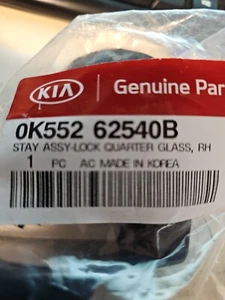 KIA Genuine Par
0K552 62540B
STAY ASSY-LOCK QUARTER GLASS, RH
1 PC AC MADE IN KOREA